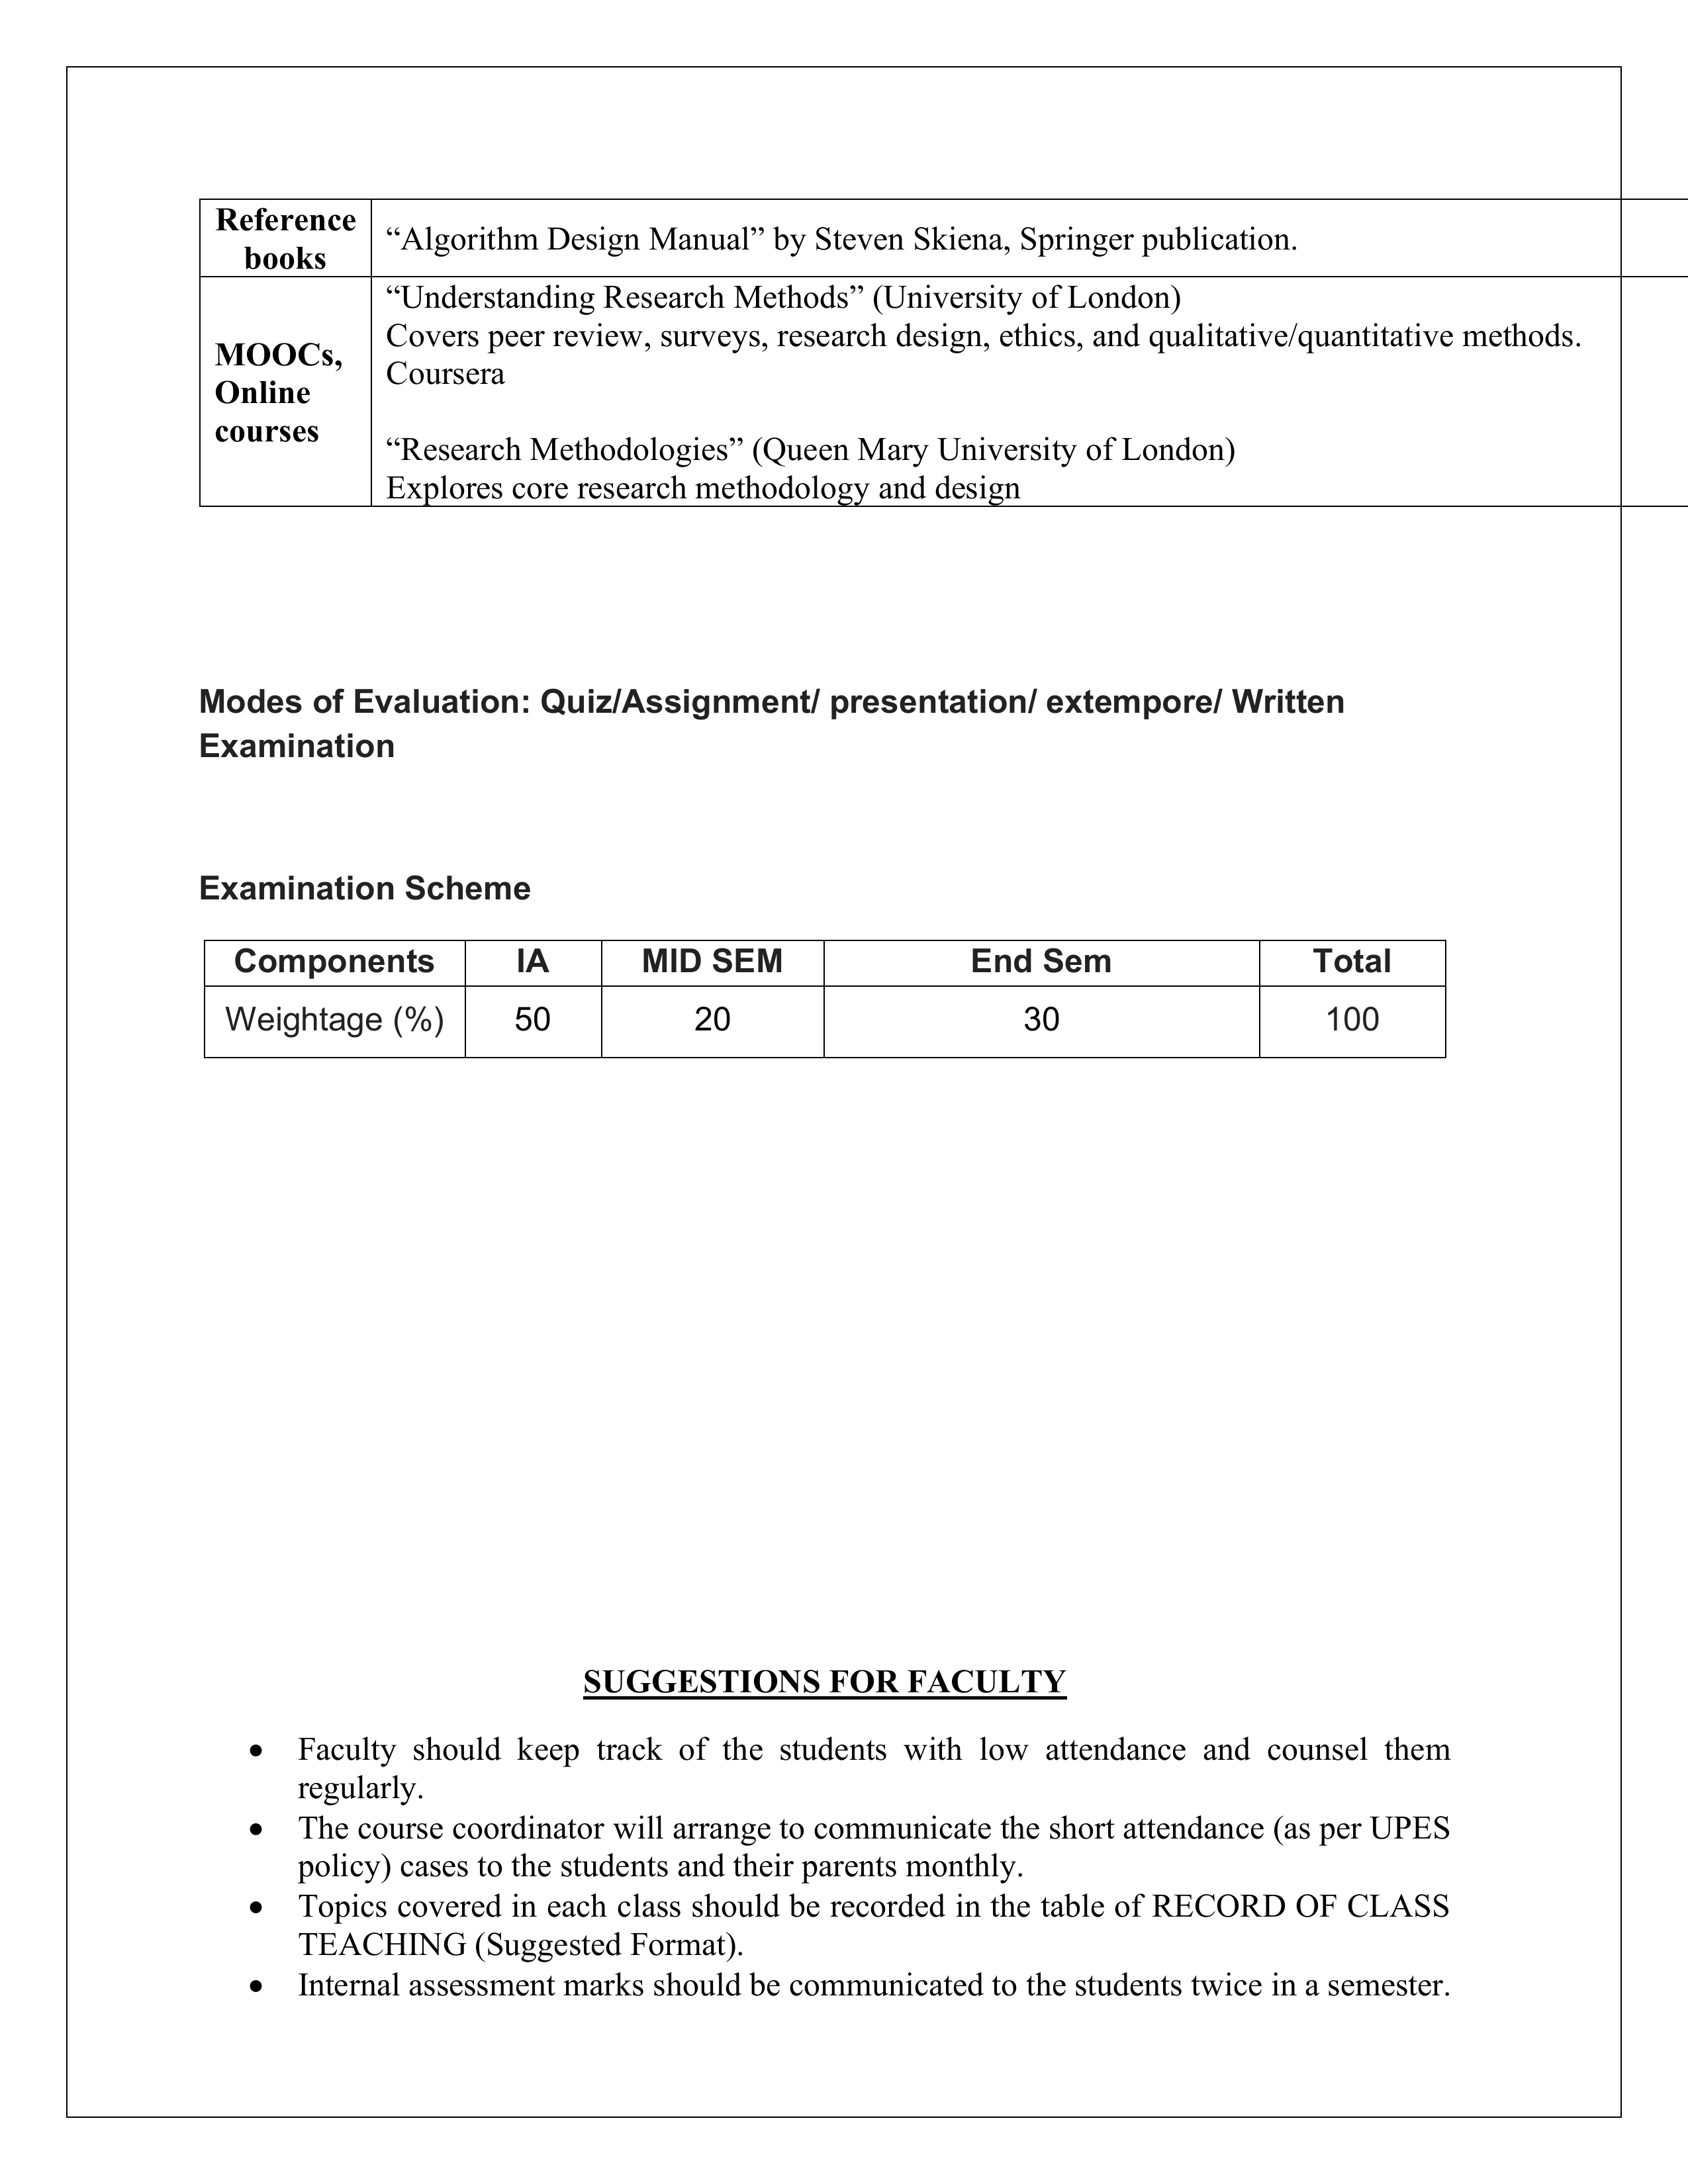 Reference
books
“Algorithm Design Manual” by Steven Skiena, Springer publication.
MOOCs,
Online
courses
“Understanding Research Methods” (University of London)
Covers peer review, surveys, research design, ethics, and qualitative/quantitative methods.
Coursera
“Research Methodologies” (Queen Mary University of London)
Explores core research methodology and design
Modes of Evaluation: Quiz/Assignment/ presentation/ extempore/ Written
Examination
Examination Scheme
Components IA MID SEM End Sem Total
Weightage (%) 50 20 30 100
SUGGESTIONS FOR FACULTY
• Faculty should keep track of the students with low attendance and counsel them
regularly.
• The course coordinator will arrange to communicate the short attendance (as per UPES
policy) cases to the students and their parents monthly.
• Topics covered in each class should be recorded in the table of RECORD OF CLASS
TEACHING (Suggested Format).
• Internal assessment marks should be communicated to the students twice in a semester.